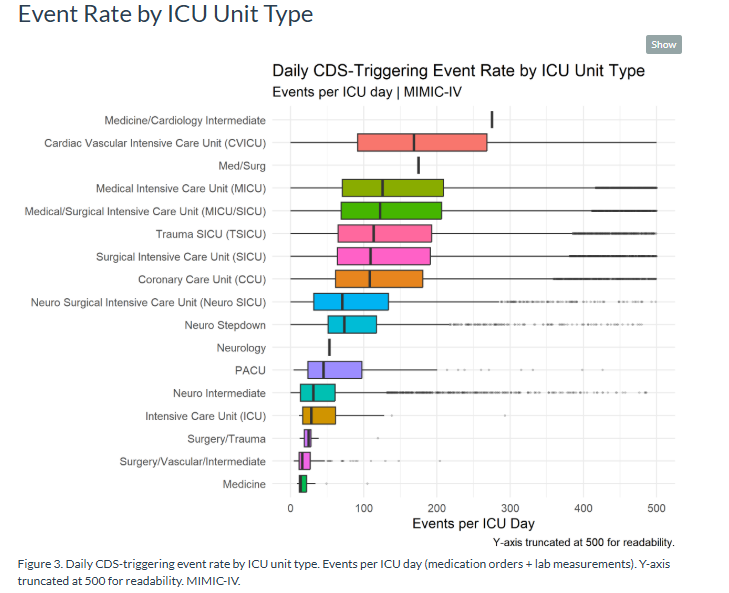 Event Rate by ICU Unit Type
Show
Daily CDS-Triggering Event Rate by ICU Unit Type
Events per ICU day | MIMIC-IV
Medicine/Cardiology Intermediate
Cardiac Vascular Intensive Care Unit (CVICU)
Med/Surg
Medical Intensive Care Unit (MICU)
Medical/Surgical Intensive Care Unit (MICU/SICU)
Trauma SICU (TSICU)
Surgical Intensive Care Unit (SICU)
Coronary Care Unit (CCU)
Neuro Surgical Intensive Care Unit (Neuro SICU)
Neuro Stepdown
Neurology
PACU
Neuro Intermediate
Intensive Care Unit (ICU)
Surgery/Trauma
Surgery/Vascular/Intermediate
Medicine
0 100 200 300 400 500
Events per ICU Day
Y-axis truncated at 500 for readability.
Figure 3. Daily CDS-triggering event rate by ICU unit type. Events per ICU day (medication orders + lab measurements). Y-axis
truncated at 500 for readability. MIMIC-IV.